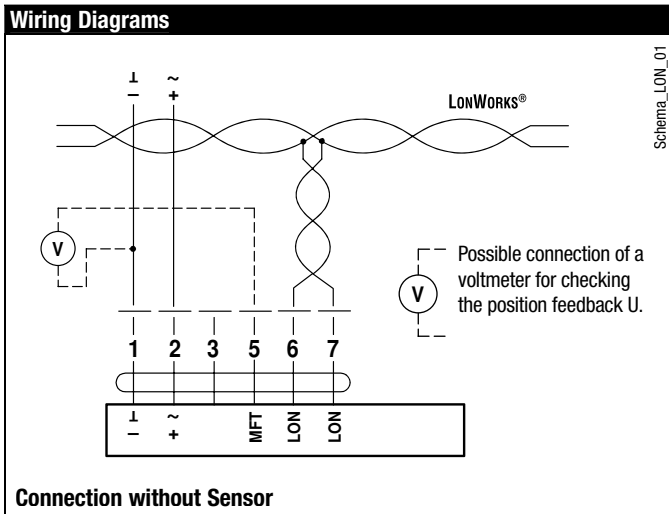 Wiring Diagrams
Schema_LON_01
⊥ ~
– +
LONWORKS®
V
V
Possible connection of a
voltmeter for checking
the position feedback U.
1 2 3 5 6 7
⊥ ~ MFT LON LON
– +
Connection without Sensor